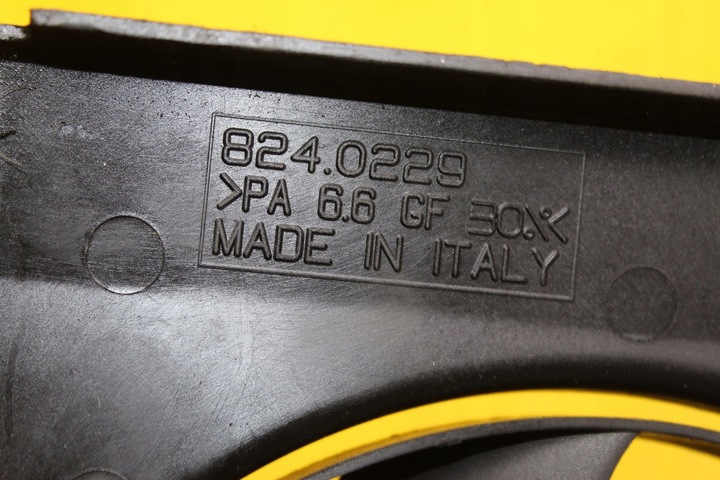 824.0229
>PA 6.6 GF 30%<
MADE IN ITALY